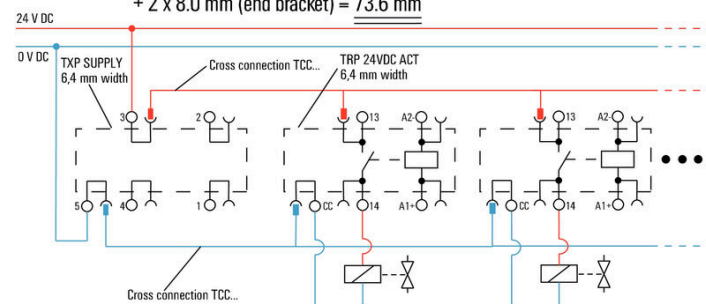 + 2 x 8.0 mm (end bracket) = 73.6 mm
24 V DC
0 V DC
TXP SUPPLY
6,4 mm width
Cross connection TCC...
TRP 24VDC ACT
6,4 mm width
3 2 13 A2- 13 A2-
5 4 1 CC 14 A1+ CC 14 A1+
Cross connection TCC...